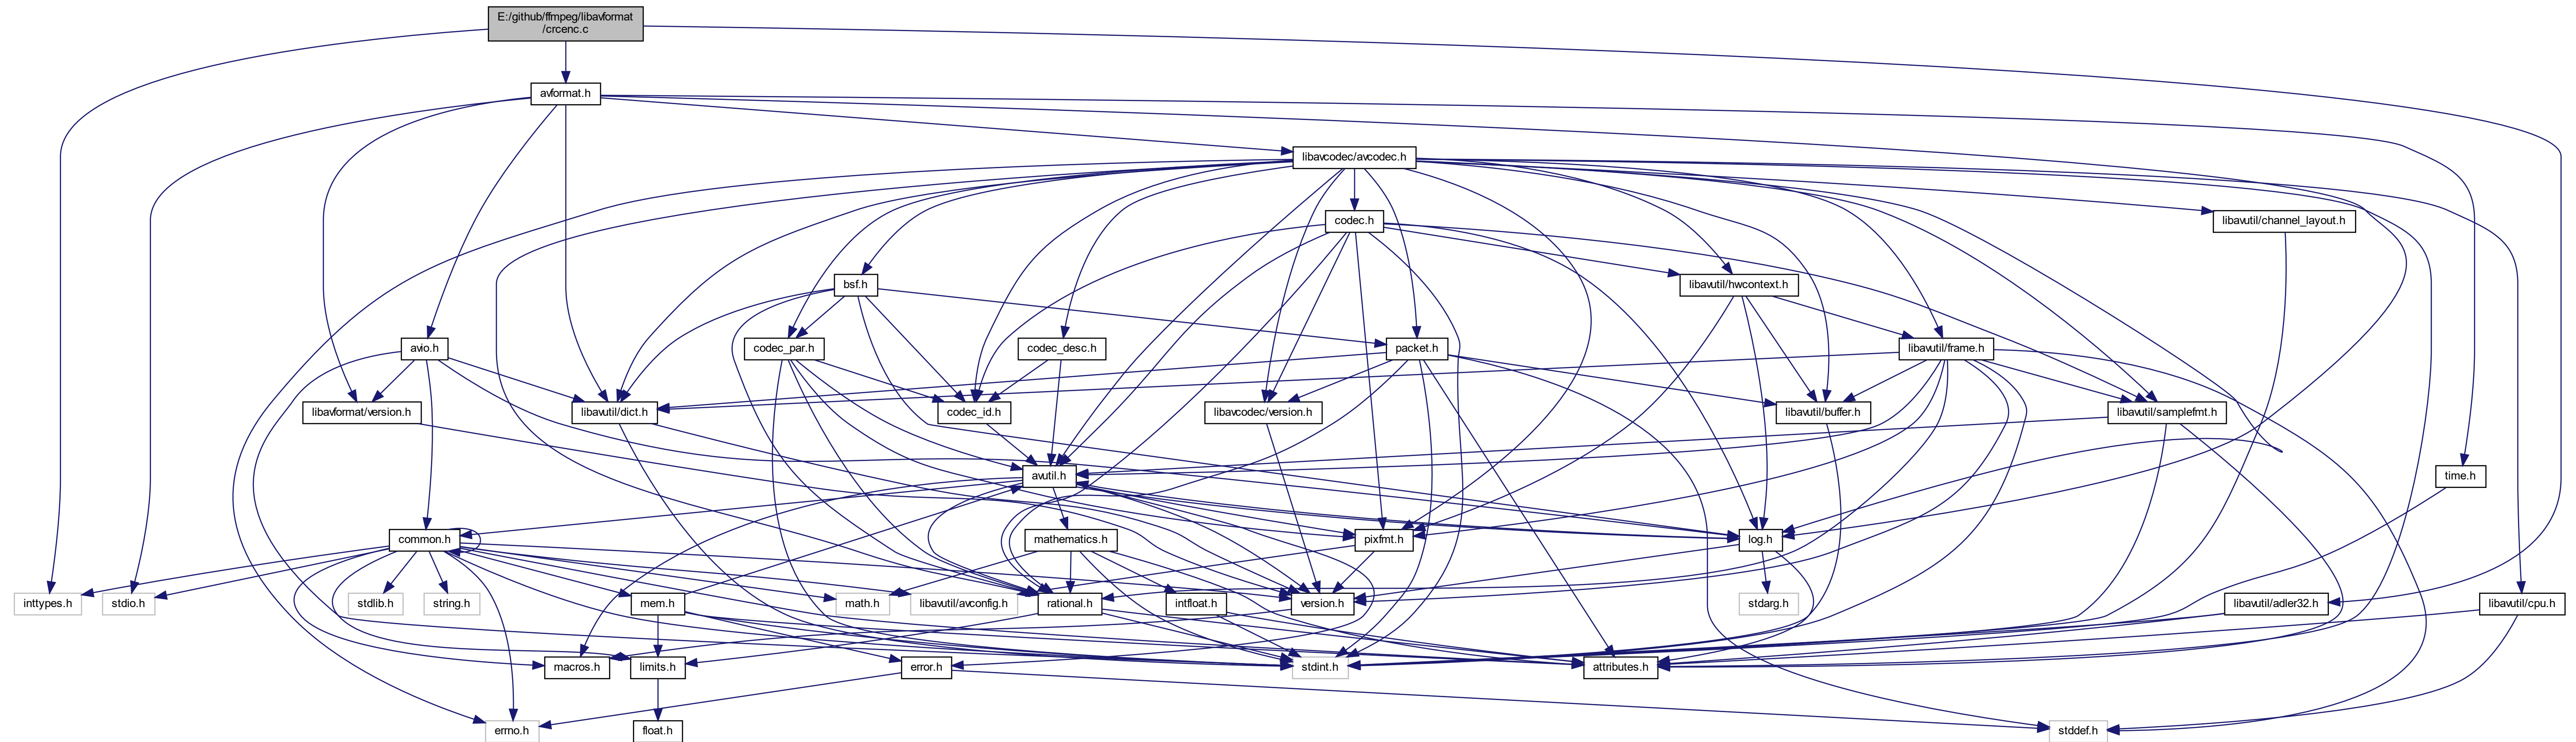 E:/github/ffmpeg/libavformat
/crcenc.c
avformat.h
libavcodec/avcodec.h
codec.h
libavutil/channel_layout.h
bsf.h
libavutil/hwcontext.h
avio.h
codec_par.h
codec_desc.h
packet.h
libavutil/frame.h
libavformat/version.h
libavutil/dict.h
codec_id.h
libavcodec/version.h
libavutil/buffer.h
libavutil/samplefmt.h
avutil.h
time.h
common.h
mathematics.h
pixfmt.h
log.h
inttypes.h
stdio.h
stdlib.h
string.h
mem.h
math.h
libavutil/avconfig.h
rational.h
intfloat.h
version.h
stdarg.h
libavutil/adler32.h
libavutil/cpu.h
macros.h
limits.h
error.h
stdint.h
attributes.h
errno.h
float.h
stddef.h